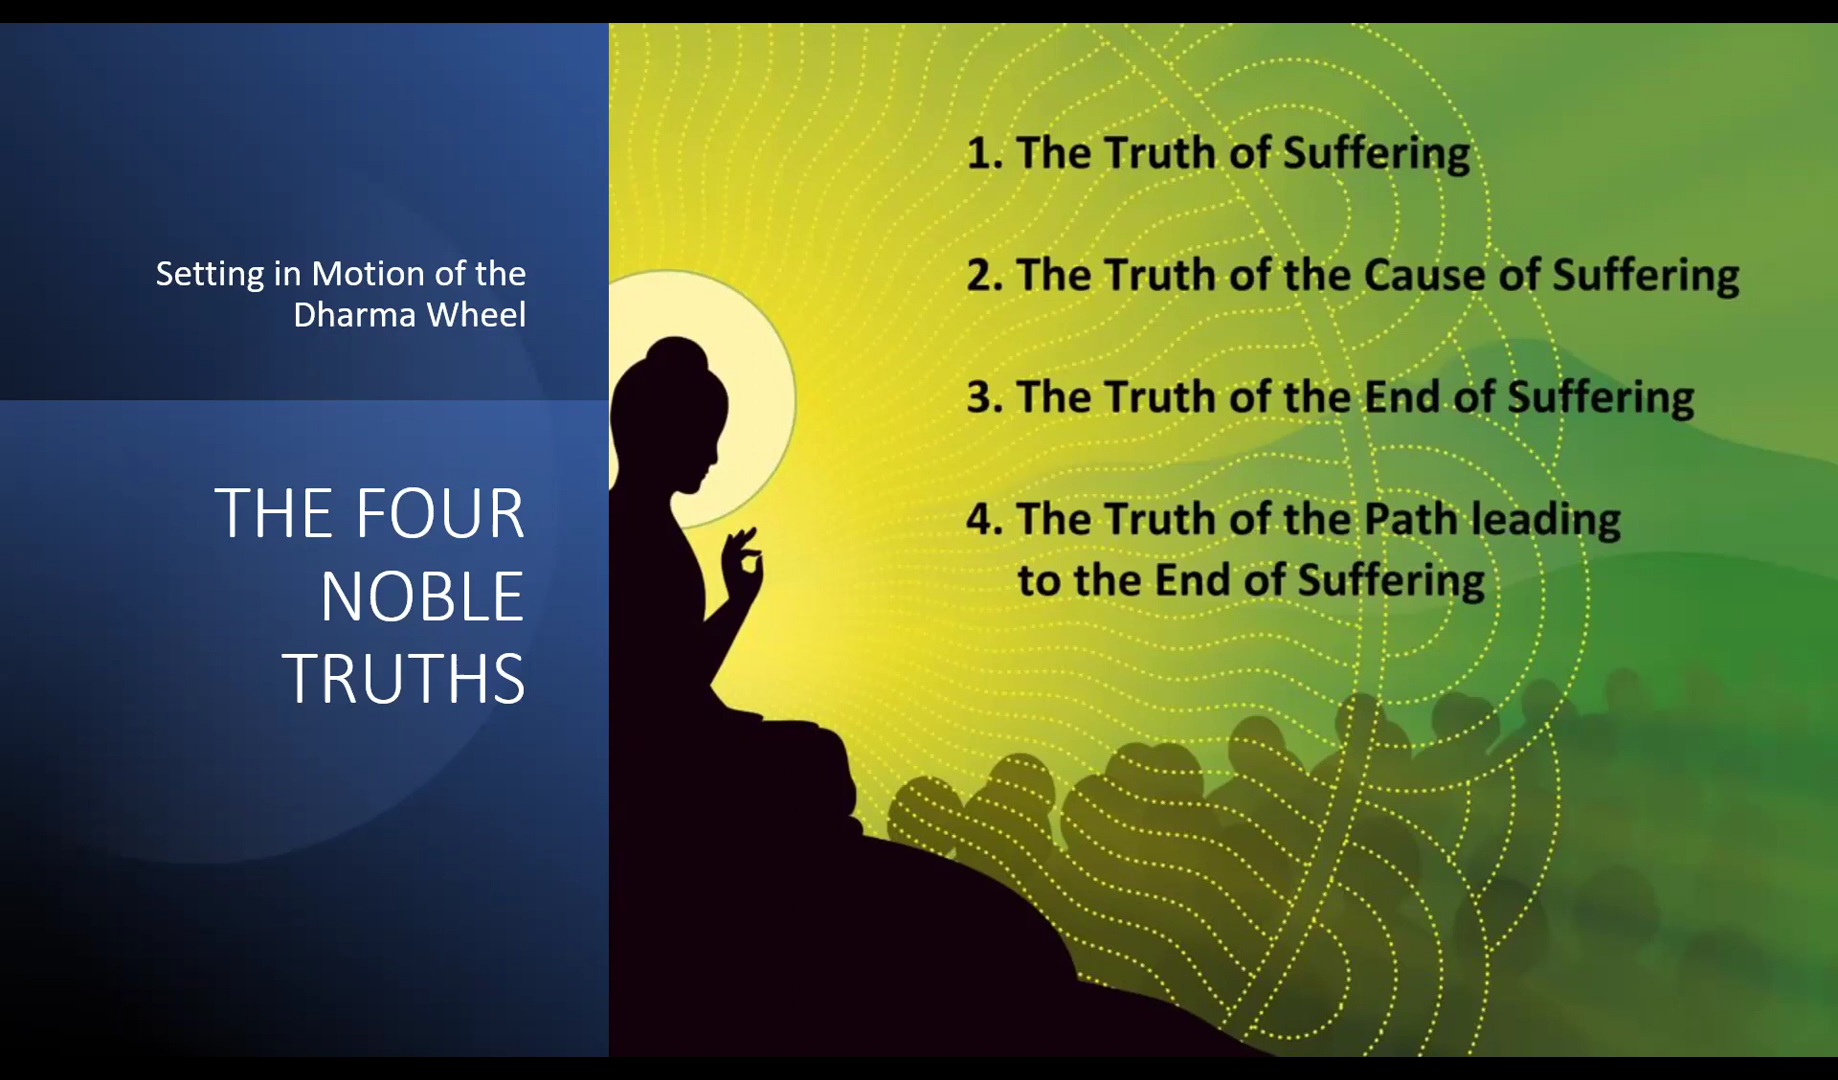 Setting in Motion of the
Dharma Wheel
THE FOUR
NOBLE
TRUTHS
1. The Truth of Suffering
2. The Truth of the Cause of Suffering
3. The Truth of the End of Suffering
4. The Truth of the Path leading
to the End of Suffering